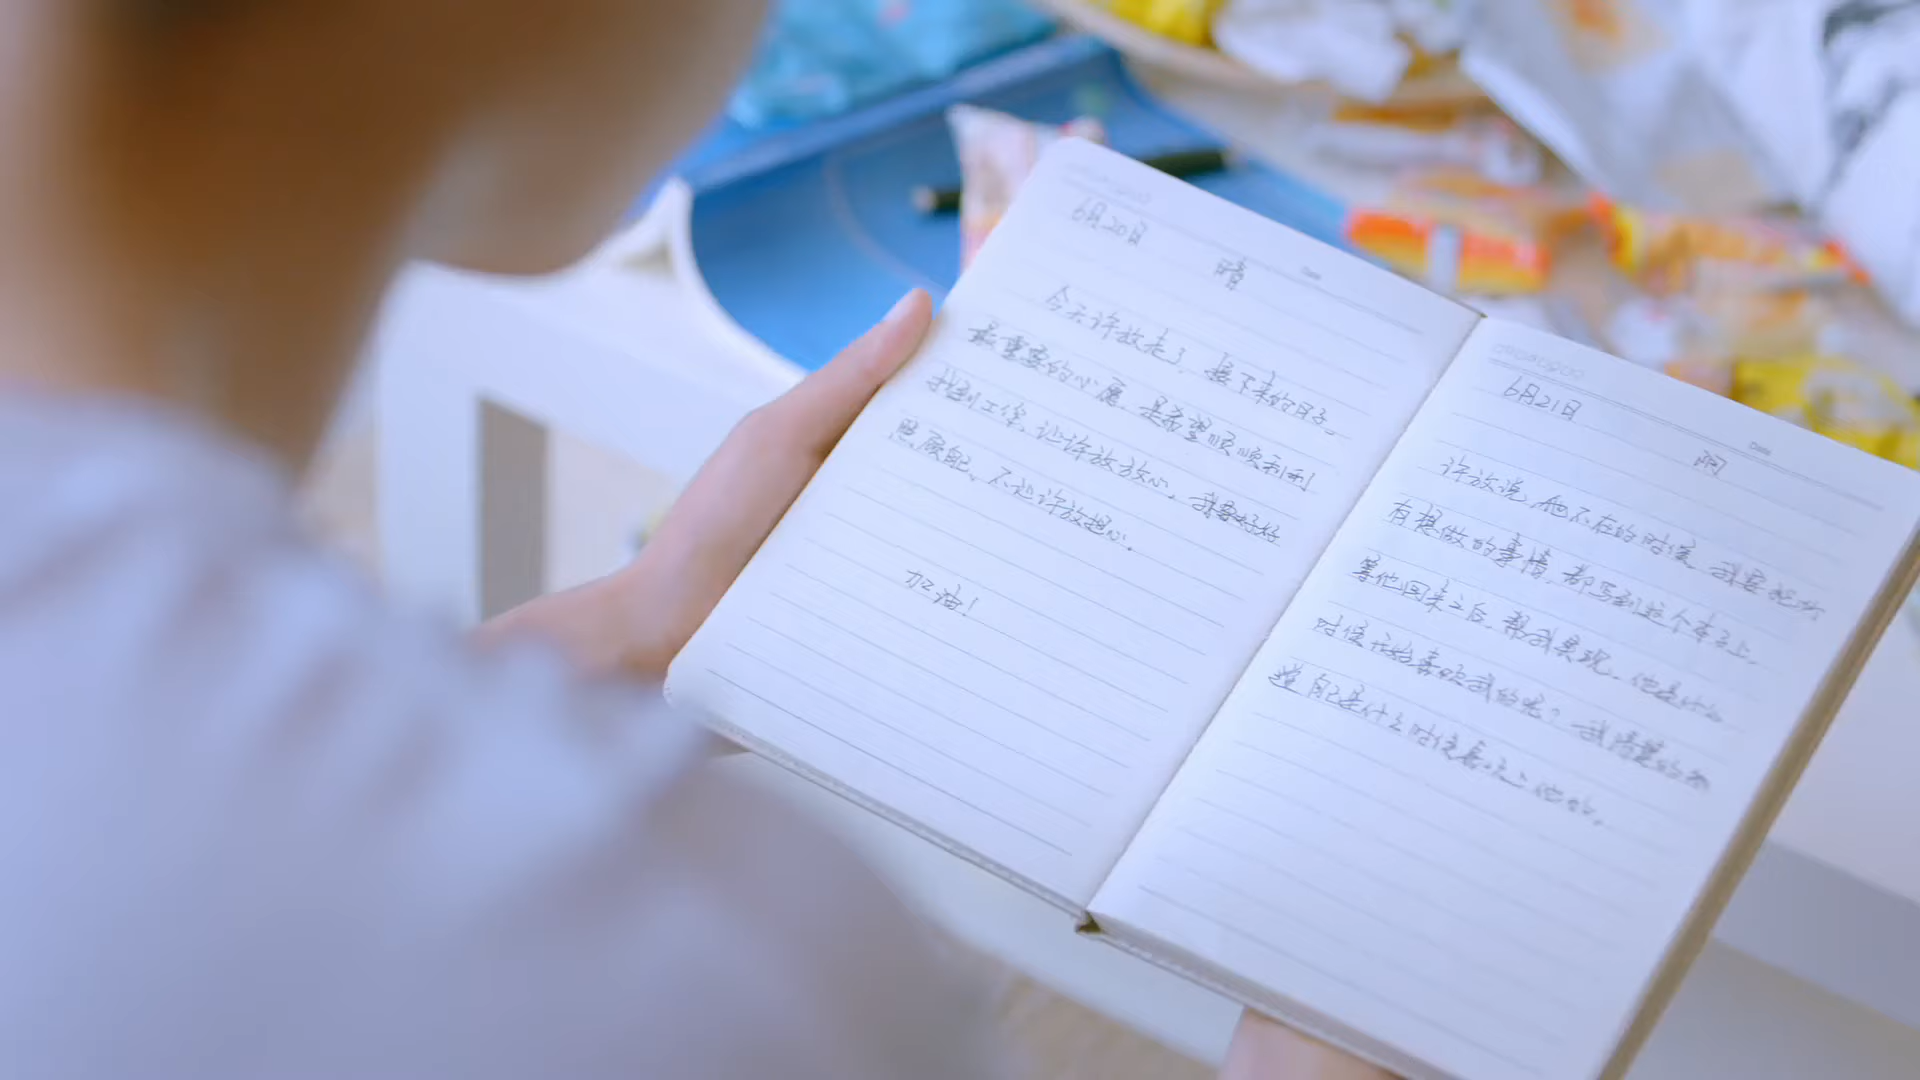 6月20日
晴
Date
今天许放走了，接下来的日子。
最重要的心愿，是希望顺顺利利
找到工作，让许放放心。我要好好
照顾自己，不让许放担心。
加油！
6月21日
Date
许放说，他不在的时候，我要把所
有想做的事情，都写到这个本子上，
等他回来之后，帮我实现。他是什么
时候开始喜欢我的呢？我清楚的知
道自己是什么时候喜欢上他的。